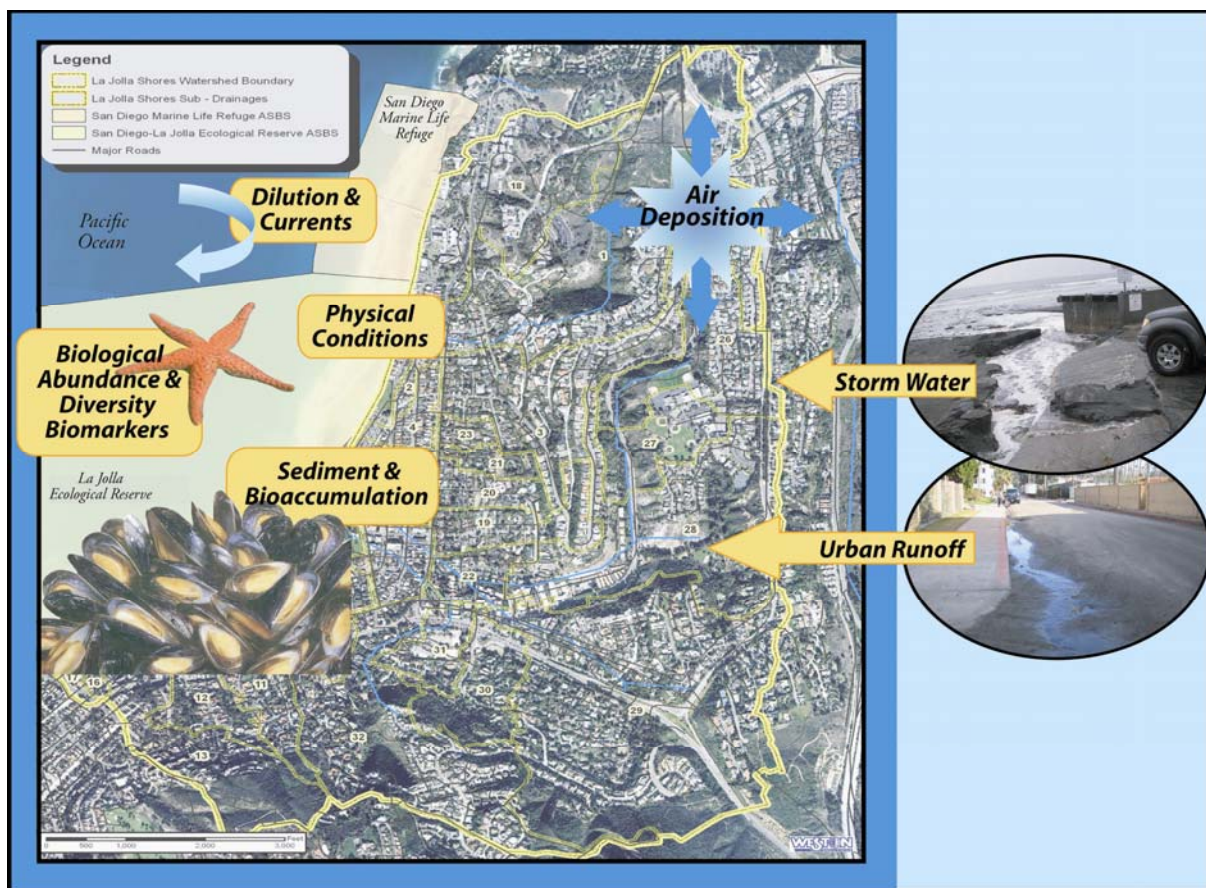 Legend
La Jolla Shores Watershed Boundary
La Jolla Shores Sub - Drainages
San Diego Marine Life Refuge ASBS
San Diego-La Jolla Ecological Reserve ASBS
Major Roads
San Diego
Marine Life
Refuge
Pacific
Ocean
Dilution &
Currents
Air
Deposition
Physical
Conditions
Biological
Abundance &
Diversity
Biomarkers
Storm Water
Sediment &
Bioaccumulation
La Jolla
Ecological Reserve
Urban Runoff
18
1
26
2
4
23
3
27
21
20
19
28
22
31
30
29
16
12
11
32
13
Feet
0 500 1,000 2,000 3,000
WESTON